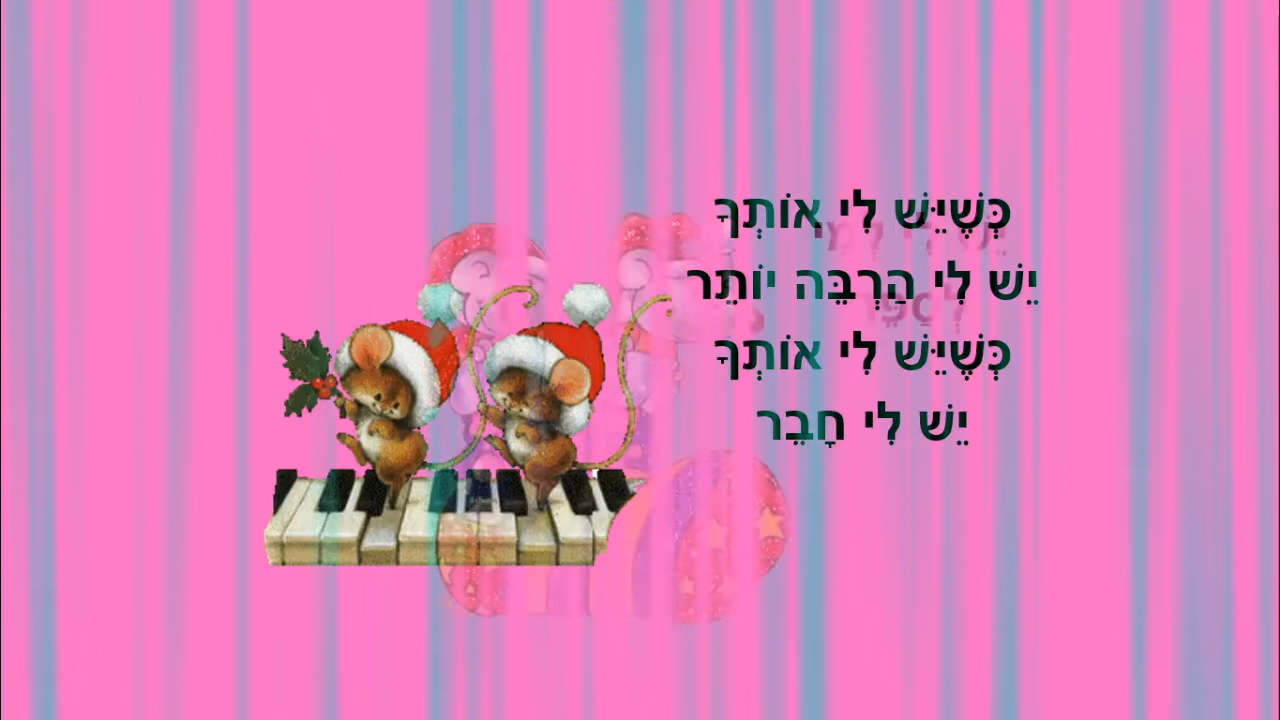 כְּשֶׁיֵּשׁ לִי אוֹתְךָ
יֵשׁ לִי הַרְבֵּה יוֹתֵר
כְּשֶׁיֵּשׁ לִי אוֹתְךָ
יֵשׁ לִי חָבֵר
יֵשׁ לִי לְמִי
לְסַפֵּר